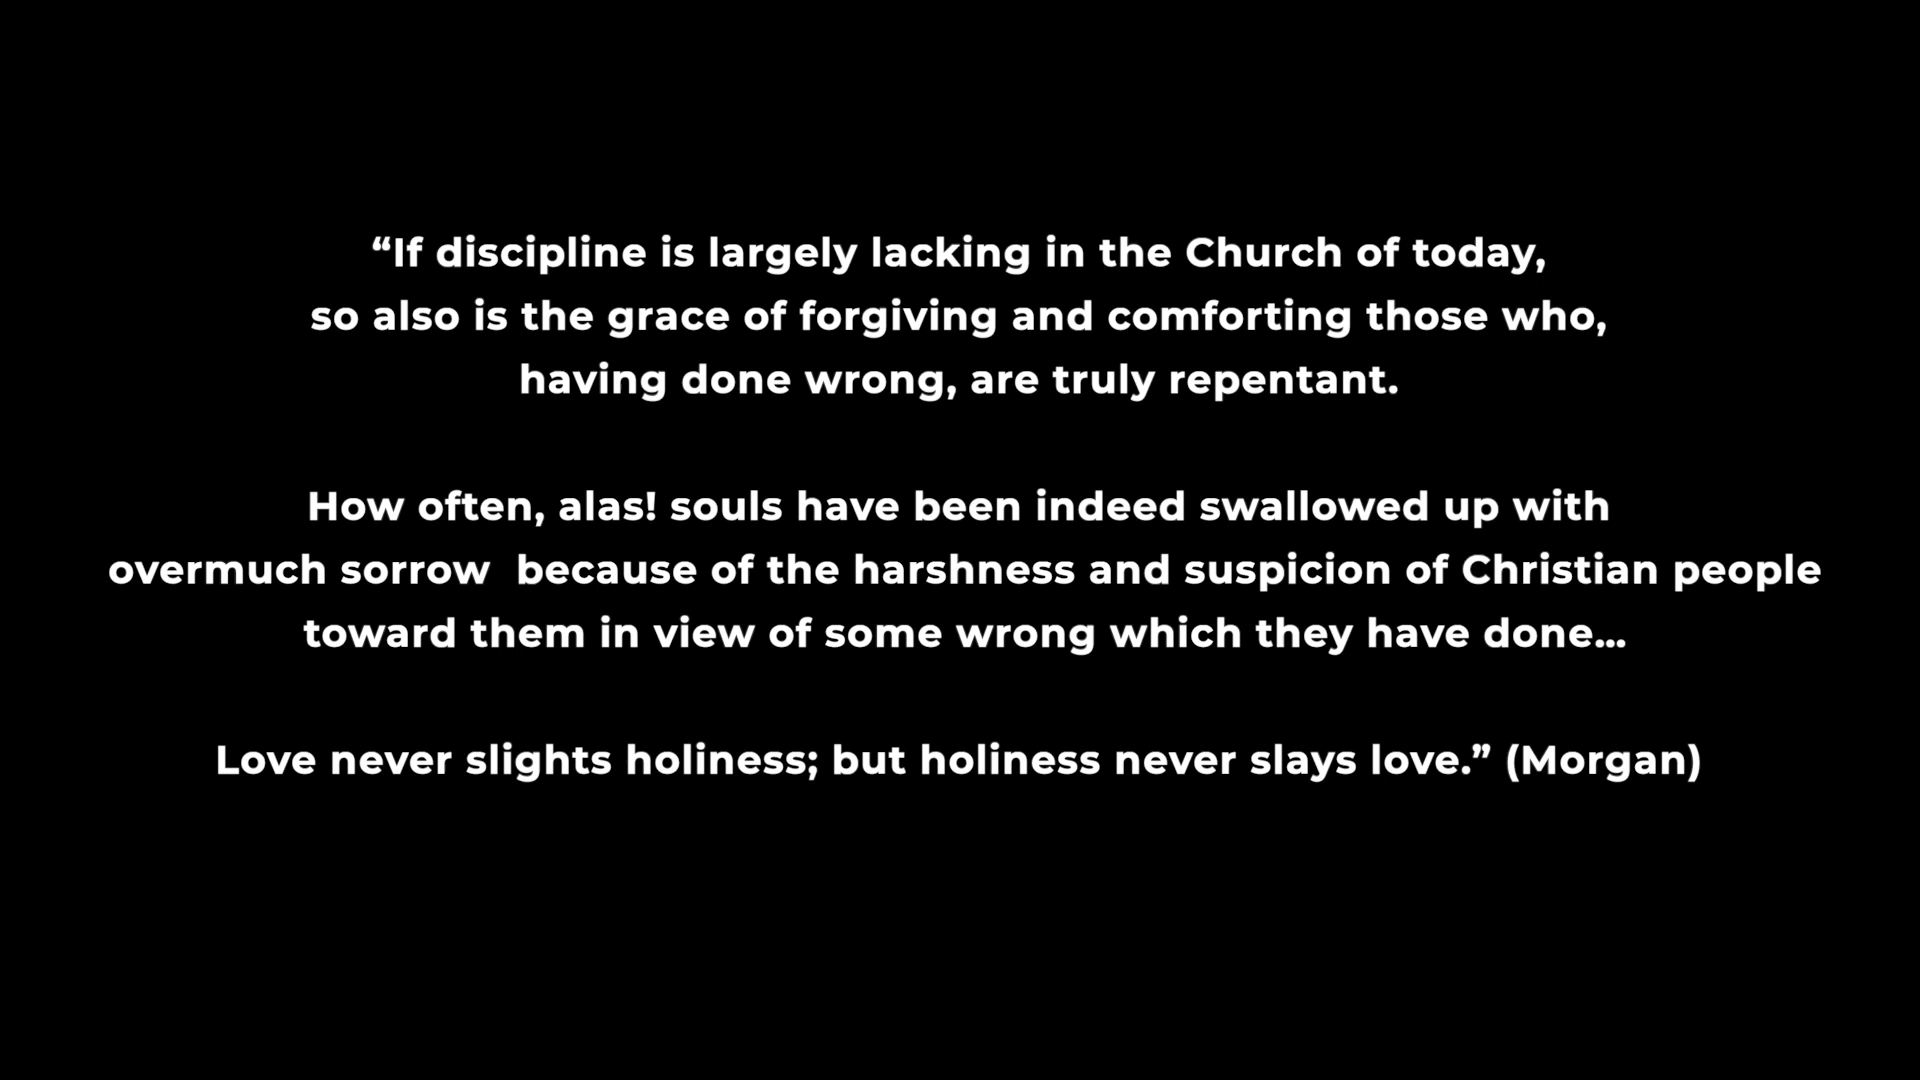 “If discipline is largely lacking in the Church of today,
so also is the grace of forgiving and comforting those who,
having done wrong, are truly repentant.
How often, alas! souls have been indeed swallowed up with
overmuch sorrow  because of the harshness and suspicion of Christian people
toward them in view of some wrong which they have done...
Love never slights holiness; but holiness never slays love.” (Morgan)